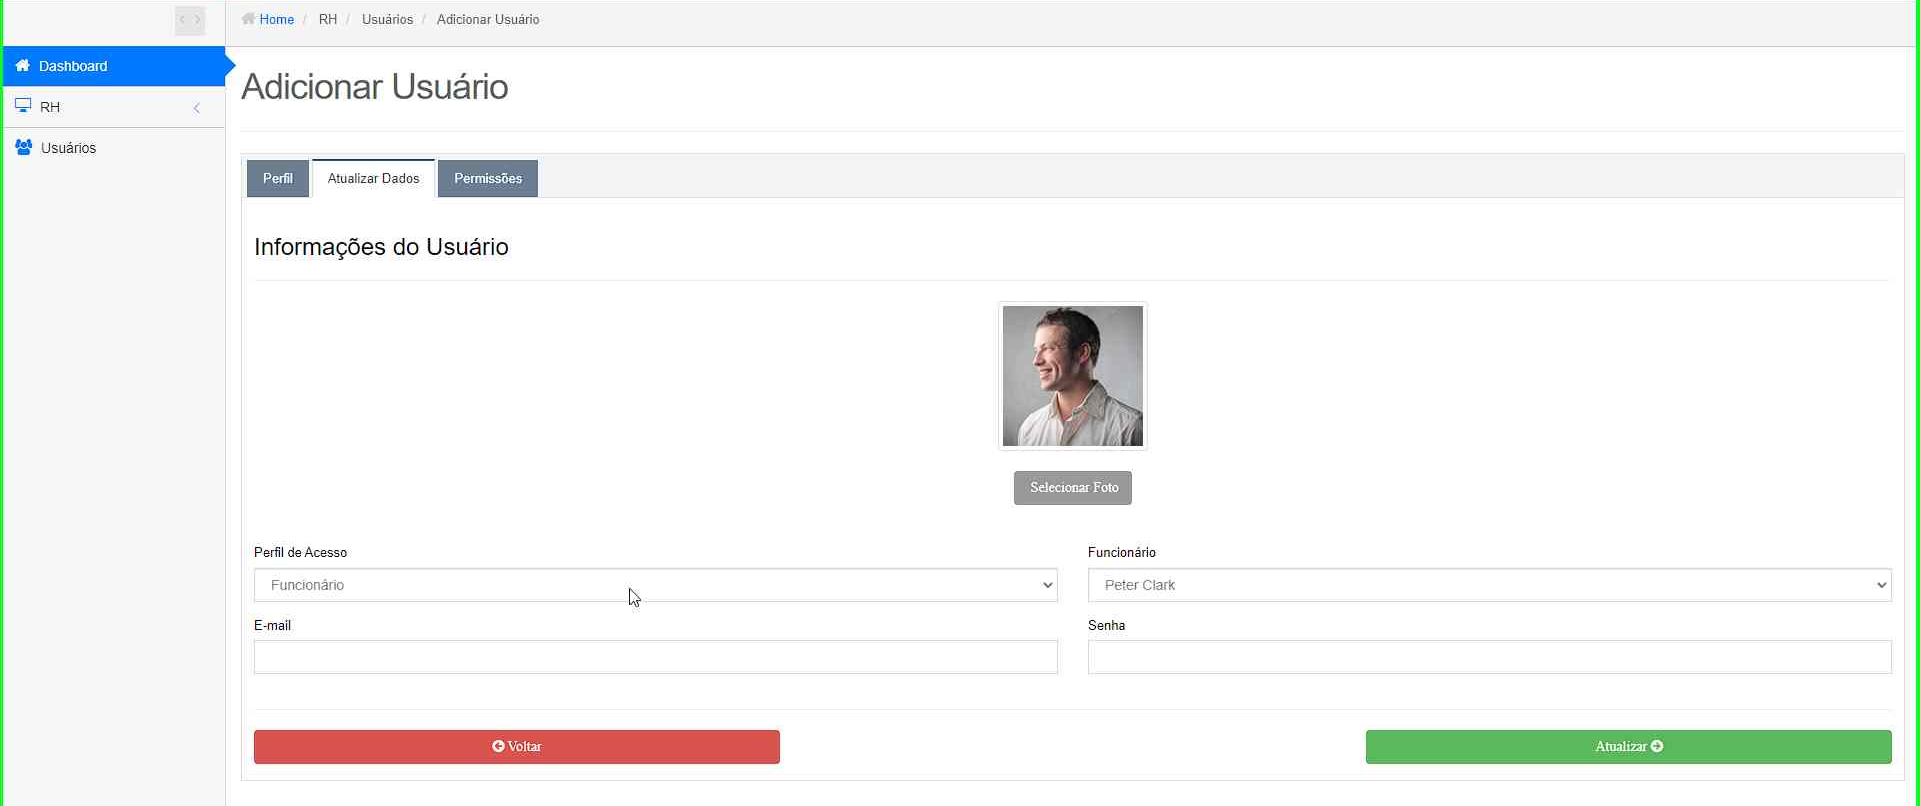 Home / RH / Usuários / Adicionar Usuário
Dashboard
RH
Usuários
Adicionar Usuário
Perfil
Atualizar Dados
Permissões
Informações do Usuário
Selecionar Foto
Perfil de Acesso
Funcionário
Funcionário
Peter Clark
E-mail
Senha
Voltar
Atualizar